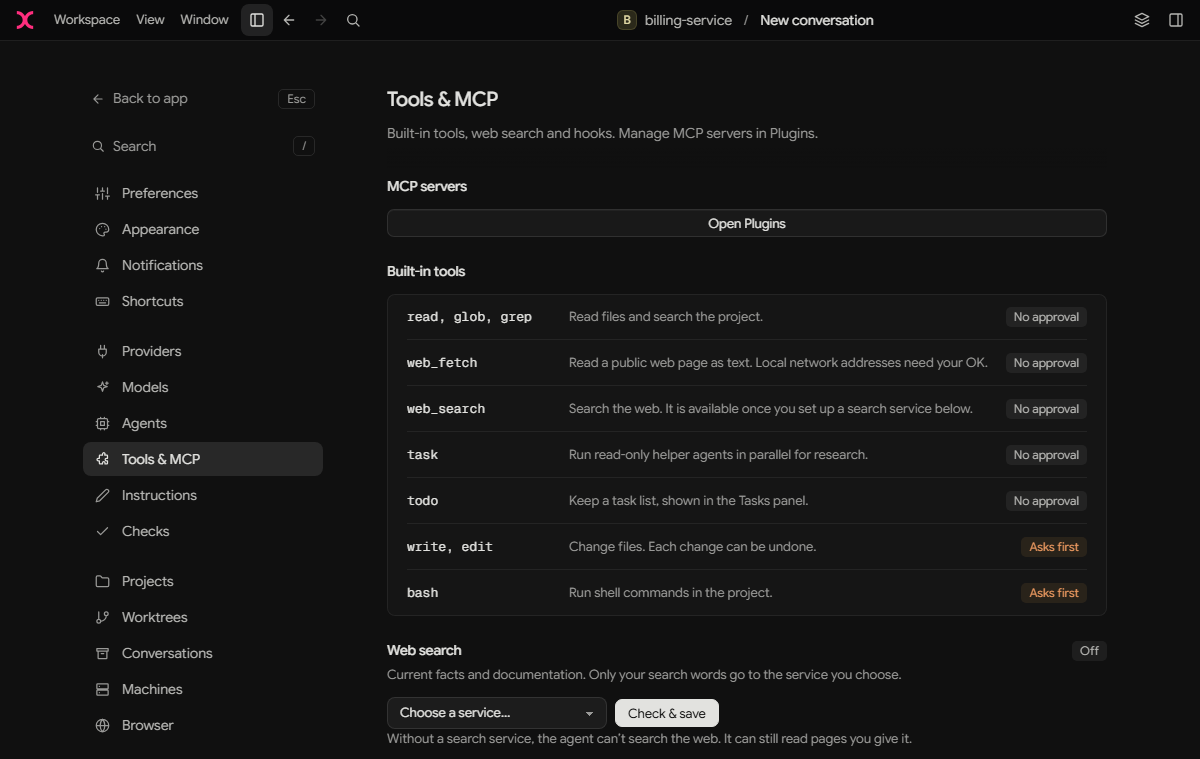 Workspace View Window
B billing-service / New conversation
Back to app Esc
Search /
Preferences
Appearance
Notifications
Shortcuts
Providers
Models
Agents
Tools & MCP
Instructions
Checks
Projects
Worktrees
Conversations
Machines
Browser
Tools & MCP
Built-in tools, web search and hooks. Manage MCP servers in Plugins.
MCP servers
Open Plugins
Built-in tools
read, glob, grep Read files and search the project. No approval
web_fetch Read a public web page as text. Local network addresses need your OK. No approval
web_search Search the web. It is available once you set up a search service below. No approval
task Run read-only helper agents in parallel for research. No approval
todo Keep a task list, shown in the Tasks panel. No approval
write, edit Change files. Each change can be undone. Asks first
bash Run shell commands in the project. Asks first
Web search Off
Current facts and documentation. Only your search words go to the service you choose.
Choose a service... Check & save
Without a search service, the agent can't search the web. It can still read pages you give it.